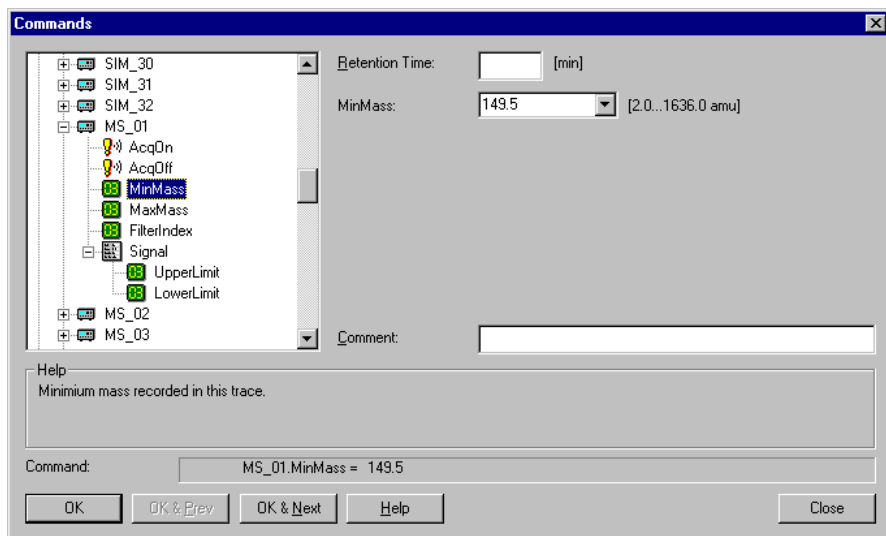 Commands
SIM_30
SIM_31
SIM_32
MS_01
AcqOn
AcqOff
MinMass
MaxMass
FilterIndex
Signal
UpperLimit
LowerLimit
MS_02
MS_03
Retention Time: [min]
MinMass: 149.5 [2.0...1636.0 amu]
Comment:
Help
Minimium mass recorded in this trace.
Command: MS_01.MinMass = 149.5
OK OK & Prev OK & Next Help Close